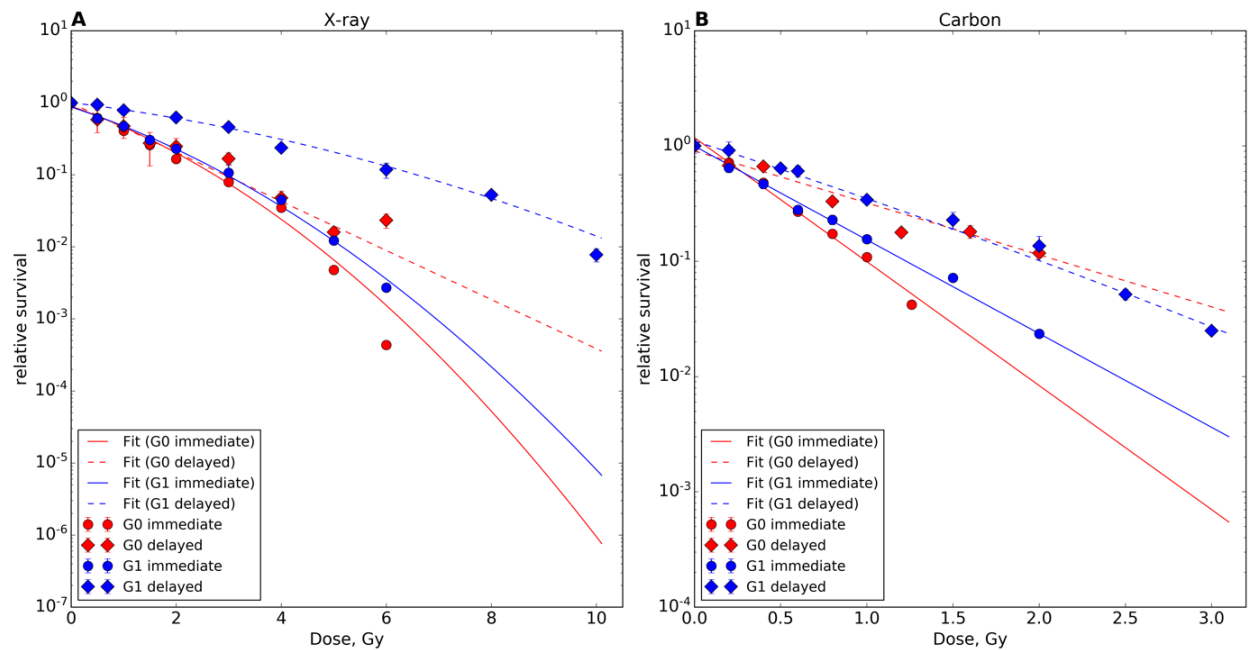 A
X-ray
10^1
10^0
10^-1
10^-2
10^-3
10^-4
10^-5
10^-6
10^-7
relative survival
Fit (G0 immediate)
Fit (G0 delayed)
Fit (G1 immediate)
Fit (G1 delayed)
G0 immediate
G0 delayed
G1 immediate
G1 delayed
0 2 4 6 8 10
Dose, Gy
B
Carbon
10^1
10^0
10^-1
10^-2
10^-3
10^-4
relative survival
Fit (G0 immediate)
Fit (G0 delayed)
Fit (G1 immediate)
Fit (G1 delayed)
G0 immediate
G0 delayed
G1 immediate
G1 delayed
0.0 0.5 1.0 1.5 2.0 2.5 3.0
Dose, Gy